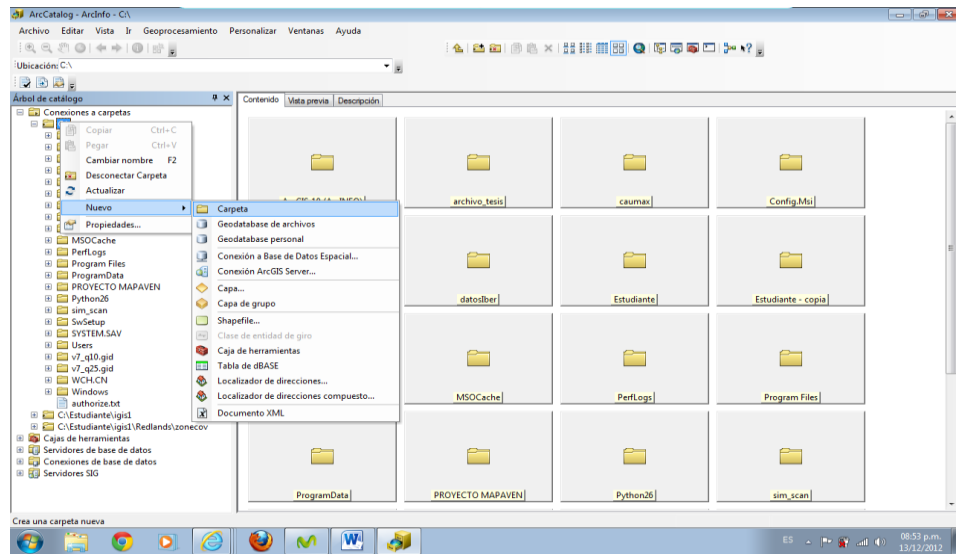 ArcCatalog - ArcInfo - C:\
Archivo Editar Vista Ir Geoprocesamiento Personalizar Ventanas Ayuda
Ubicación: C:\
Árbol de catálogo
Contenido Vista previa Descripción
Conexiones a carpetas
Copiar Ctrl+C
Pegar Ctrl+V
Cambiar nombre F2
Desconectar Carpeta
Actualizar
Nuevo
Propiedades...
MSOCache
PerfLogs
Program Files
ProgramData
PROYECTO MAPAVEN
Python26
sim_scan
SwSetup
SYSTEM.SAV
Users
v7_q10.gid
v7_q25.gid
WCH.CN
Windows
authorize.txt
C:\Estudiante\igis1
C:\Estudiante\igis1\Redlands\zonecov
Cajas de herramientas
Servidores de base de datos
Conexiones de base de datos
Servidores SIG
Carpeta
Geodatabase de archivos
Geodatabase personal
Conexión a Base de Datos Espacial...
Conexión ArcGIS Server...
Capa...
Capa de grupo
Shapefile...
Clase de entidad de giro
Caja de herramientas
Tabla de dBASE
Localizador de direcciones...
Localizador de direcciones compuesto...
Documento XML
archivo_tesis caumax Config.Msi
datosIber Estudiante Estudiante - copia
MSOCache PerfLogs Program Files
ProgramData PROYECTO MAPAVEN Python26 sim_scan
Crea una carpeta nueva
ES 08:53 p.m.
13/12/2012